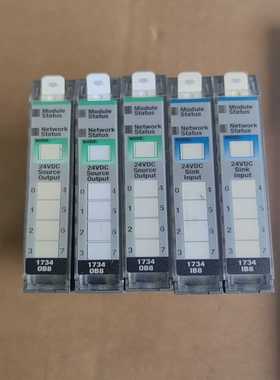 Module
Status
Network
Status
24VDC
Source
Output
0 4
1 5
2 6
3 7
1734
OB8
Module
Status
Network
Status
24VDC
Source
Output
0 4
1 5
2 6
3 7
1734
OB8
Module
Status
Network
Status
24VDC
Source
Output
0 4
1 5
2 6
3 7
1734
OB8
Module
Status
Network
Status
24VDC
Sink
Input
0 4
1 5
2 6
3 7
1734
IB8
Module
Status
Network
Status
24VDC
Sink
Input
0 4
1 5
2 6
3 7
1734
IB8